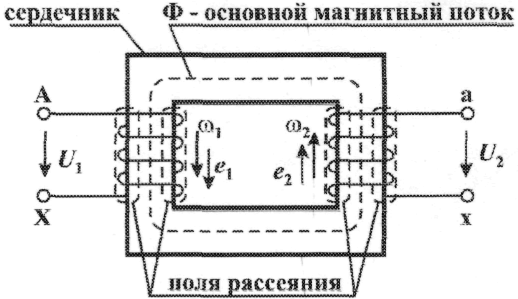 сердечник Ф - основной магнитный поток
A a
ω₁ ω₂
U₁ e₁ e₂ U₂
X x
поля рассеяния